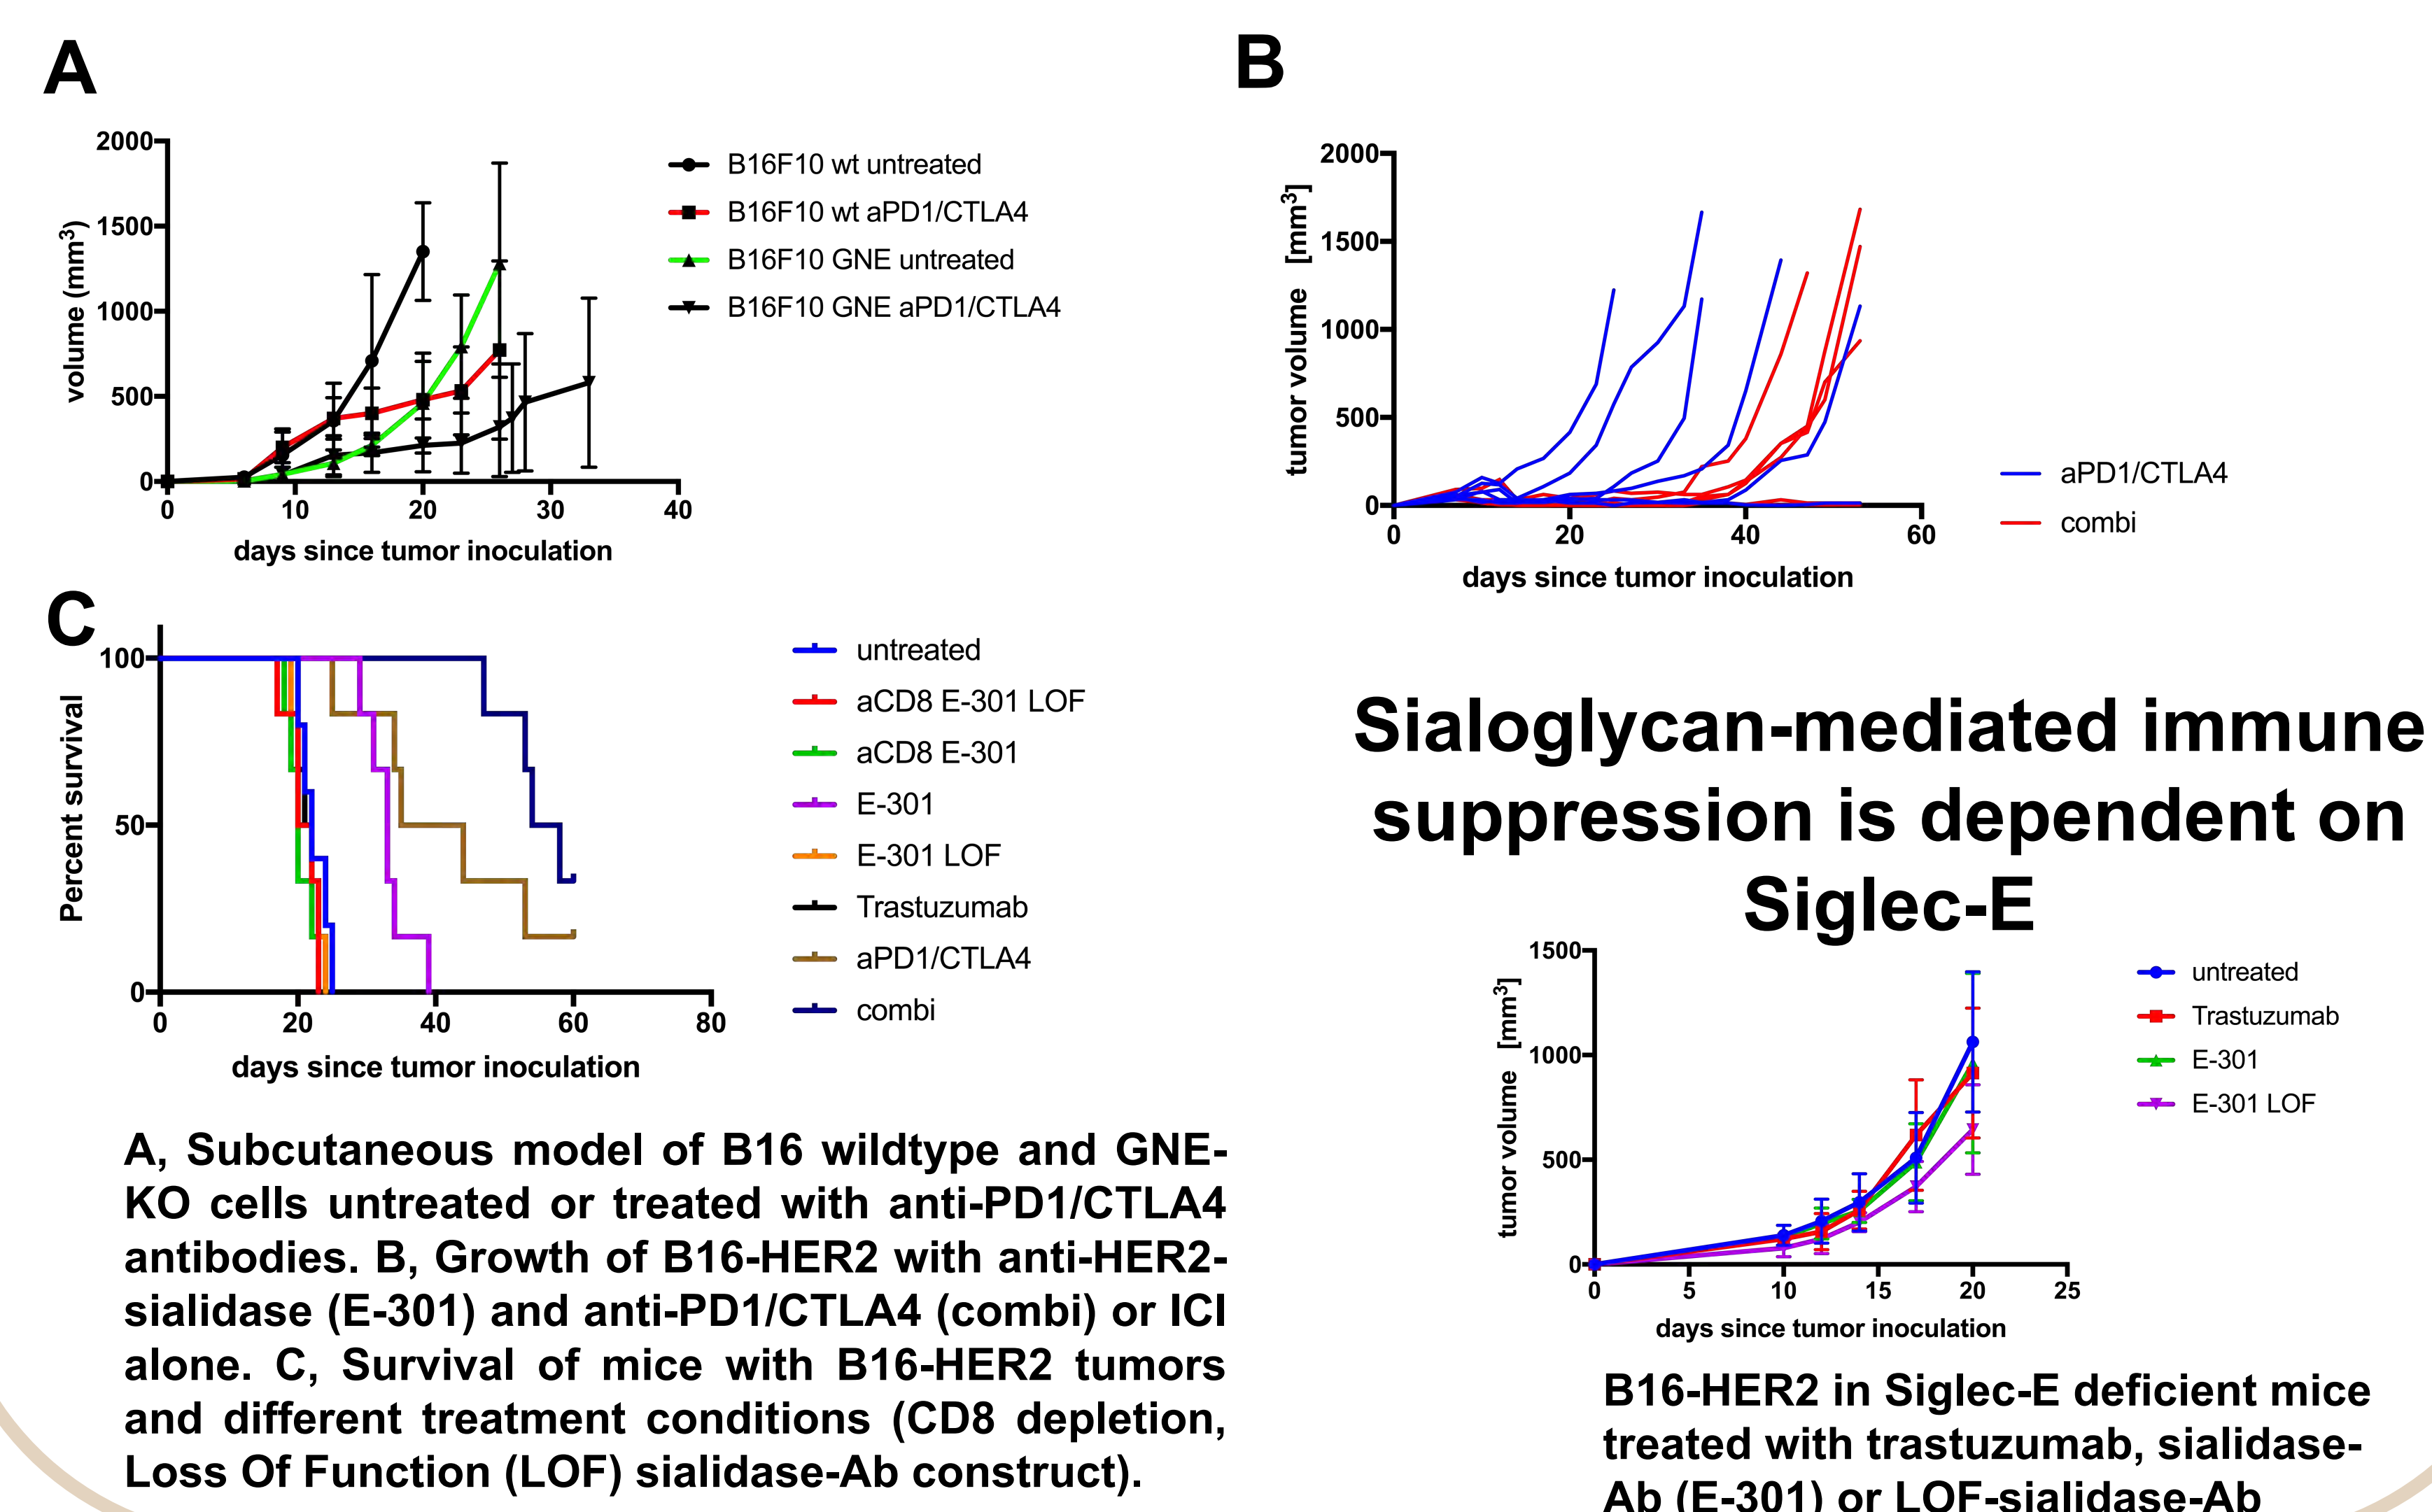 A
2000
1500
1000
500
0
volume (mm³)
0 10 20 30 40
days since tumor inoculation
B16F10 wt untreated
B16F10 wt aPD1/CTLA4
B16F10 GNE untreated
B16F10 GNE aPD1/CTLA4
B
2000
1500
1000
500
0
tumor volume [mm³]
0 20 40 60
days since tumor inoculation
aPD1/CTLA4
combi
C
100
50
0
Percent survival
0 20 40 60 80
days since tumor inoculation
untreated
aCD8 E-301 LOF
aCD8 E-301
E-301
E-301 LOF
Trastuzumab
aPD1/CTLA4
combi
A, Subcutaneous model of B16 wildtype and GNE-
KO cells untreated or treated with anti-PD1/CTLA4
antibodies. B, Growth of B16-HER2 with anti-HER2-
sialidase (E-301) and anti-PD1/CTLA4 (combi) or ICI
alone. C, Survival of mice with B16-HER2 tumors
and different treatment conditions (CD8 depletion,
Loss Of Function (LOF) sialidase-Ab construct).
Sialoglycan-mediated immune
suppression is dependent on
Siglec-E
1500
1000
500
0
tumor volume [mm³]
0 5 10 15 20 25
days since tumor inoculation
untreated
Trastuzumab
E-301
E-301 LOF
B16-HER2 in Siglec-E deficient mice
treated with trastuzumab, sialidase-
Ab (E-301) or LOF-sialidase-Ab